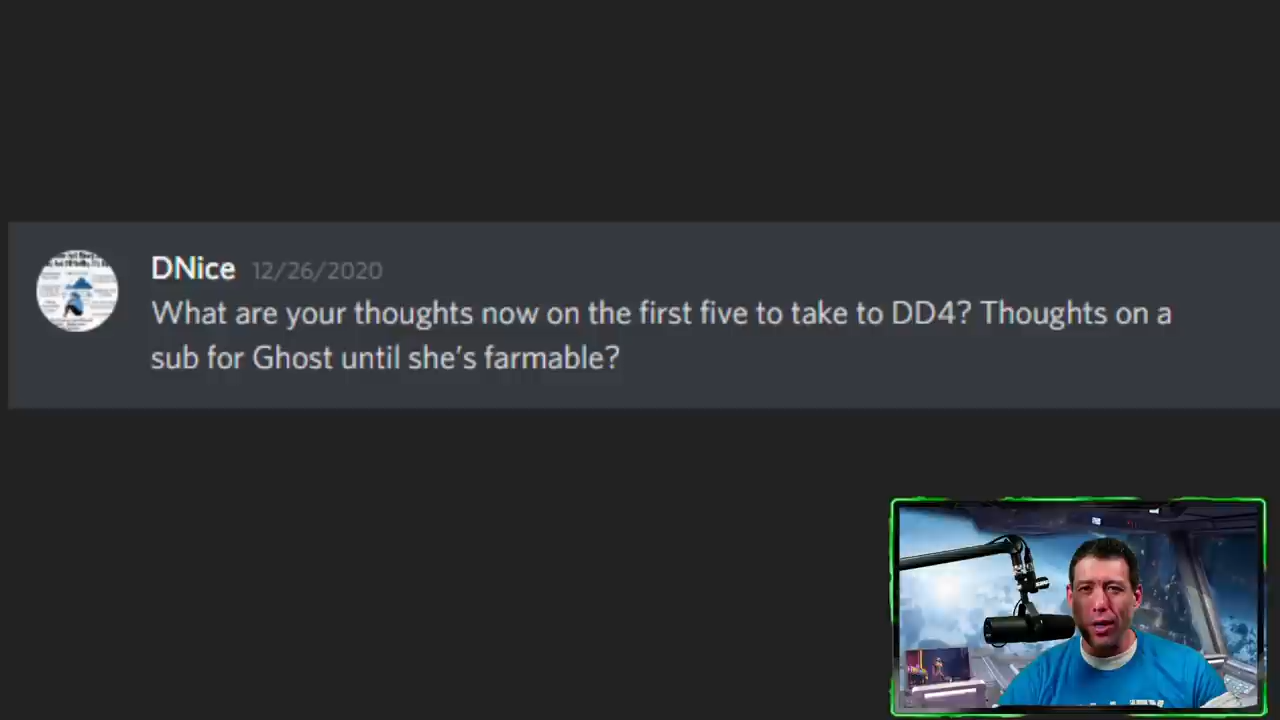 DNice 12/26/2020
What are your thoughts now on the first five to take to DD4? Thoughts on a
sub for Ghost until she's farmable?